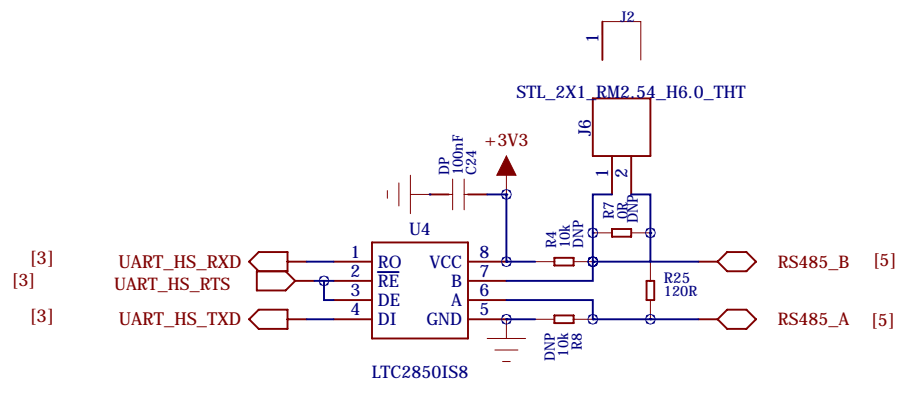 J2
1
STL_2X1_RM2.54_H6.0_THT
J6
1
2
+3V3
DP
100nF
C24
R7
0R
DNP
U4
R4
10k
DNP
[3]
UART_HS_RXD
1
RO
VCC
8
RS485_B
[5]
[3]
UART_HS_RTS
2
RE
B
7
R25
120R
3
DE
A
6
[3]
UART_HS_TXD
4
DI
GND
5
RS485_A
[5]
DNP
10k
R8
LTC2850IS8